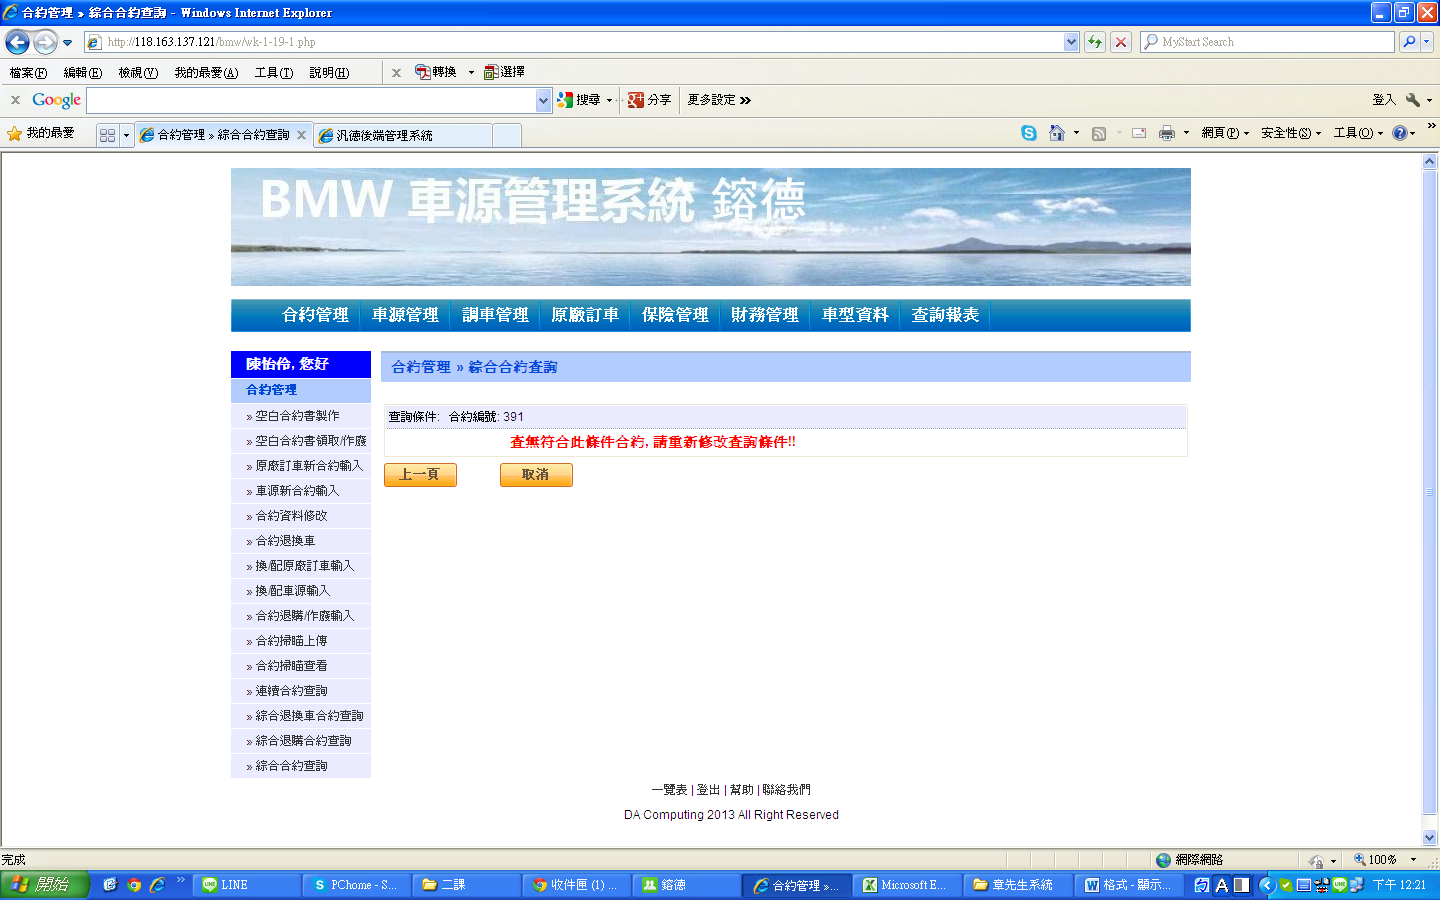 合約管理 » 綜合合約查詢 - Windows Internet Explorer
http://118.163.137.121/bmw/wk-1-19-1.php
MyStart Search
檔案(F) 編輯(E) 檢視(V) 我的最愛(A) 工具(T) 說明(H) x 轉換 選擇
x Google 搜尋 分享 更多設定 » 登入
我的最愛 合約管理 » 綜合合約查詢 x 汎德後端管理系統 網頁(P) 安全性(S) 工具(O) »
BMW 車源管理系統 鎔德
合約管理 車源管理 調車管理 原廠訂車 保險管理 財務管理 車型資料 查詢報表
陳怡伶, 您好
合約管理
» 空白合約書製作
» 空白合約書領取/作廢
» 原廠訂車新合約輸入
» 車源新合約輸入
» 合約資料修改
» 合約退換車
» 換/配原廠訂車輸入
» 換/配車源輸入
» 合約退購/作廢輸入
» 合約掃瞄上傳
» 合約掃瞄查看
» 連續合約查詢
» 綜合退換車合約查詢
» 綜合退購合約查詢
» 綜合合約查詢
合約管理 » 綜合合約查詢
查詢條件: 合約編號: 391
查無符合此條件合約, 請重新修改查詢條件!!
上一頁 取消
一覽表 | 登出 | 幫助 | 聯絡我們
DA Computing 2013 All Right Reserved
完成 網際網路 100%
開始 » LINE PChome - S... 二課 收件匣 (1) ... 鎔德 合約管理 »... Microsoft E... 章先生系統 格式 - 顯示... A 下午 12:21